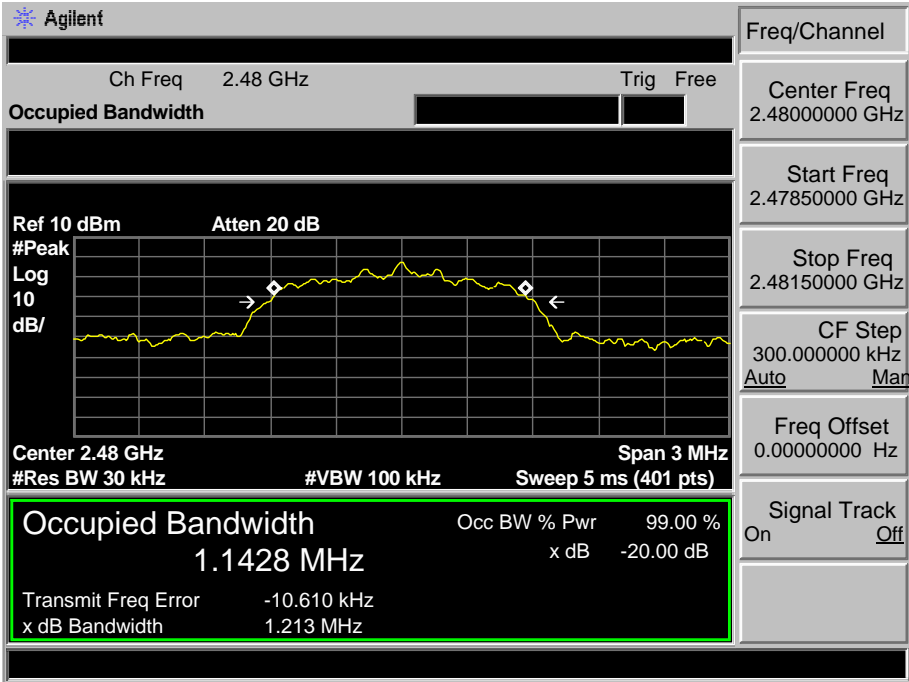 Agilent
Freq/Channel
Ch Freq 2.48 GHz Trig Free
Occupied Bandwidth
Center Freq
2.48000000 GHz
Start Freq
2.47850000 GHz
Stop Freq
2.48150000 GHz
CF Step
300.000000 kHz
Auto Man
Freq Offset
0.00000000 Hz
Signal Track
On Off
Ref 10 dBm Atten 20 dB
#Peak
Log
10
dB/
Center 2.48 GHz Span 3 MHz
#Res BW 30 kHz #VBW 100 kHz Sweep 5 ms (401 pts)
Occupied Bandwidth Occ BW % Pwr 99.00 %
1.1428 MHz x dB -20.00 dB
Transmit Freq Error -10.610 kHz
x dB Bandwidth 1.213 MHz